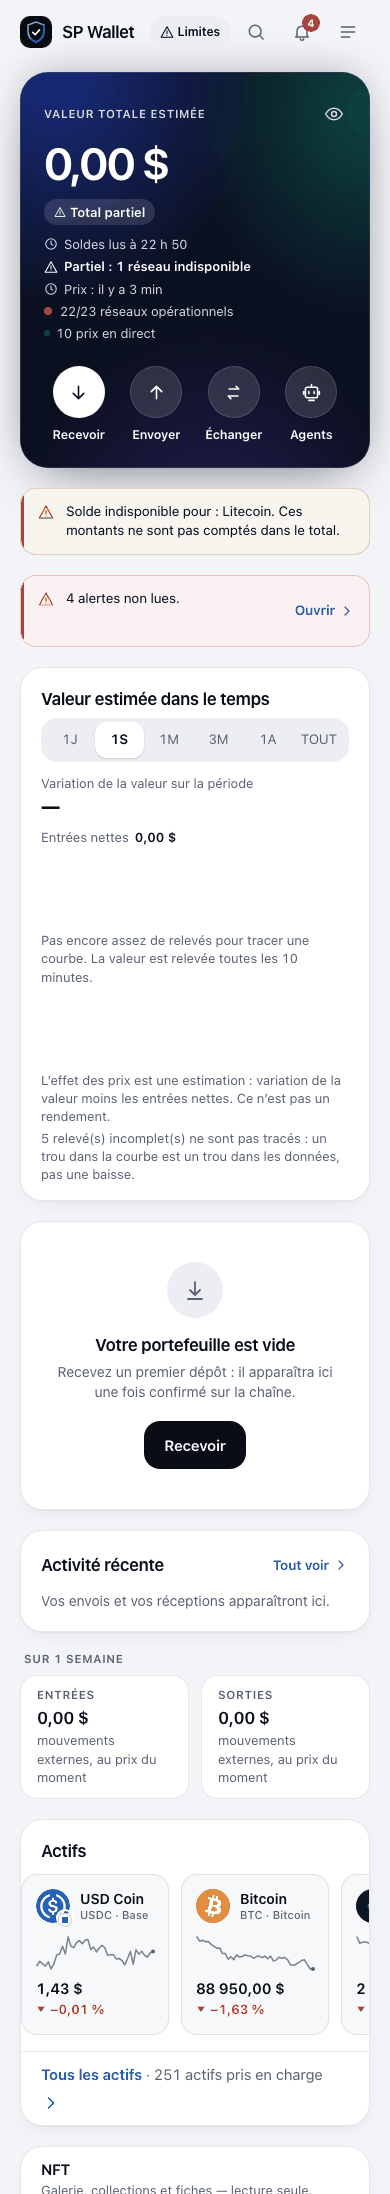 SP Wallet
Limites
4
VALEUR TOTALE ESTIMÉE
0,00 $
Total partiel
Soldes lus à 22 h 50
Partiel : 1 réseau indisponible
Prix : il y a 3 min
22/23 réseaux opérationnels
10 prix en direct
Recevoir Envoyer Échanger Agents
Solde indisponible pour : Litecoin. Ces
montants ne sont pas comptés dans le total.
4 alertes non lues.
Ouvrir
Valeur estimée dans le temps
1J 1S 1M 3M 1A TOUT
Variation de la valeur sur la période
—
Entrées nettes 0,00 $
Pas encore assez de relevés pour tracer une
courbe. La valeur est relevée toutes les 10
minutes.
L'effet des prix est une estimation : variation de la
valeur moins les entrées nettes. Ce n'est pas un
rendement.
5 relevé(s) incomplet(s) ne sont pas tracés : un
trou dans la courbe est un trou dans les données,
pas une baisse.
Votre portefeuille est vide
Recevez un premier dépôt : il apparaîtra ici
une fois confirmé sur la chaîne.
Recevoir
Activité récente
Tout voir
Vos envois et vos réceptions apparaîtront ici.
SUR 1 SEMAINE
ENTRÉES
0,00 $
mouvements
externes, au prix du
moment
SORTIES
0,00 $
mouvements
externes, au prix du
moment
Actifs
USD Coin
USDC · Base
1,43 $
−0,01 %
Bitcoin
BTC · Bitcoin
88 950,00 $
−1,63 %
2
Tous les actifs · 251 actifs pris en charge
NFT
Galerie, collections et fiches — lecture seule.